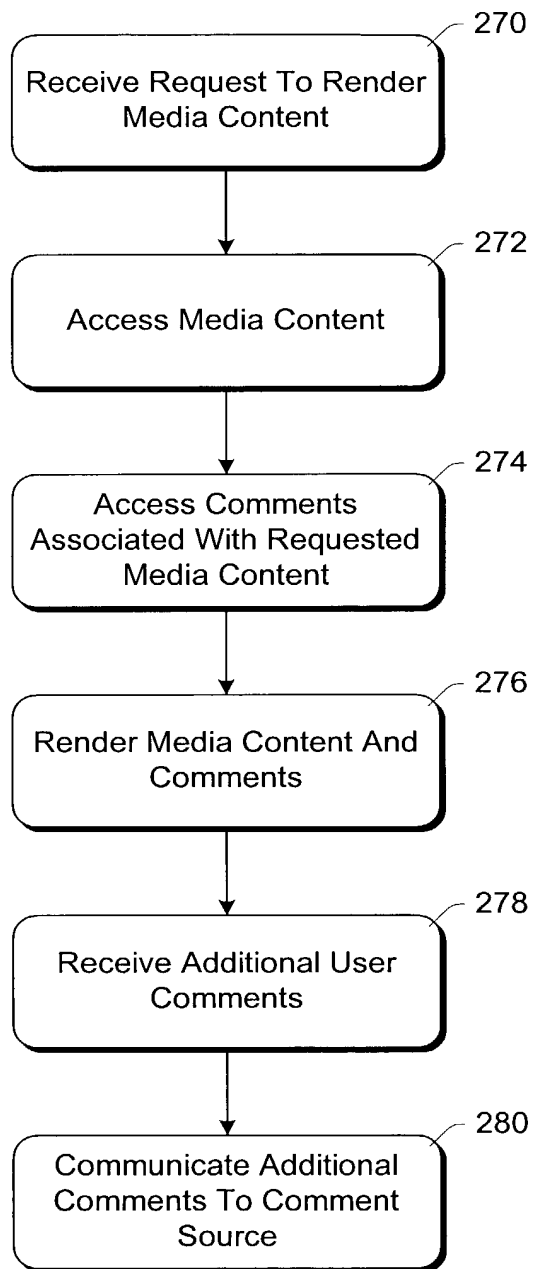 270
Receive Request To Render
Media Content
272
Access Media Content
274
Access Comments
Associated With Requested
Media Content
276
Render Media Content And
Comments
278
Receive Additional User
Comments
280
Communicate Additional
Comments To Comment
Source